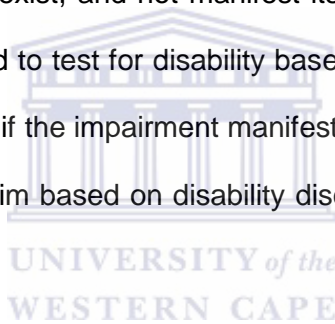 exist, and not manifest its
d to test for disability base
if the impairment manifest
im based on disability disc
UNIVERSITY of the
WESTERN CAPE